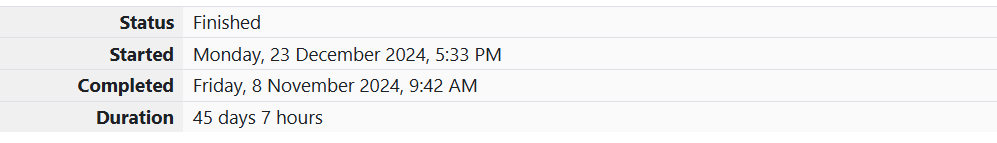 Status Finished
Started Monday, 23 December 2024, 5:33 PM
Completed Friday, 8 November 2024, 9:42 AM
Duration 45 days 7 hours